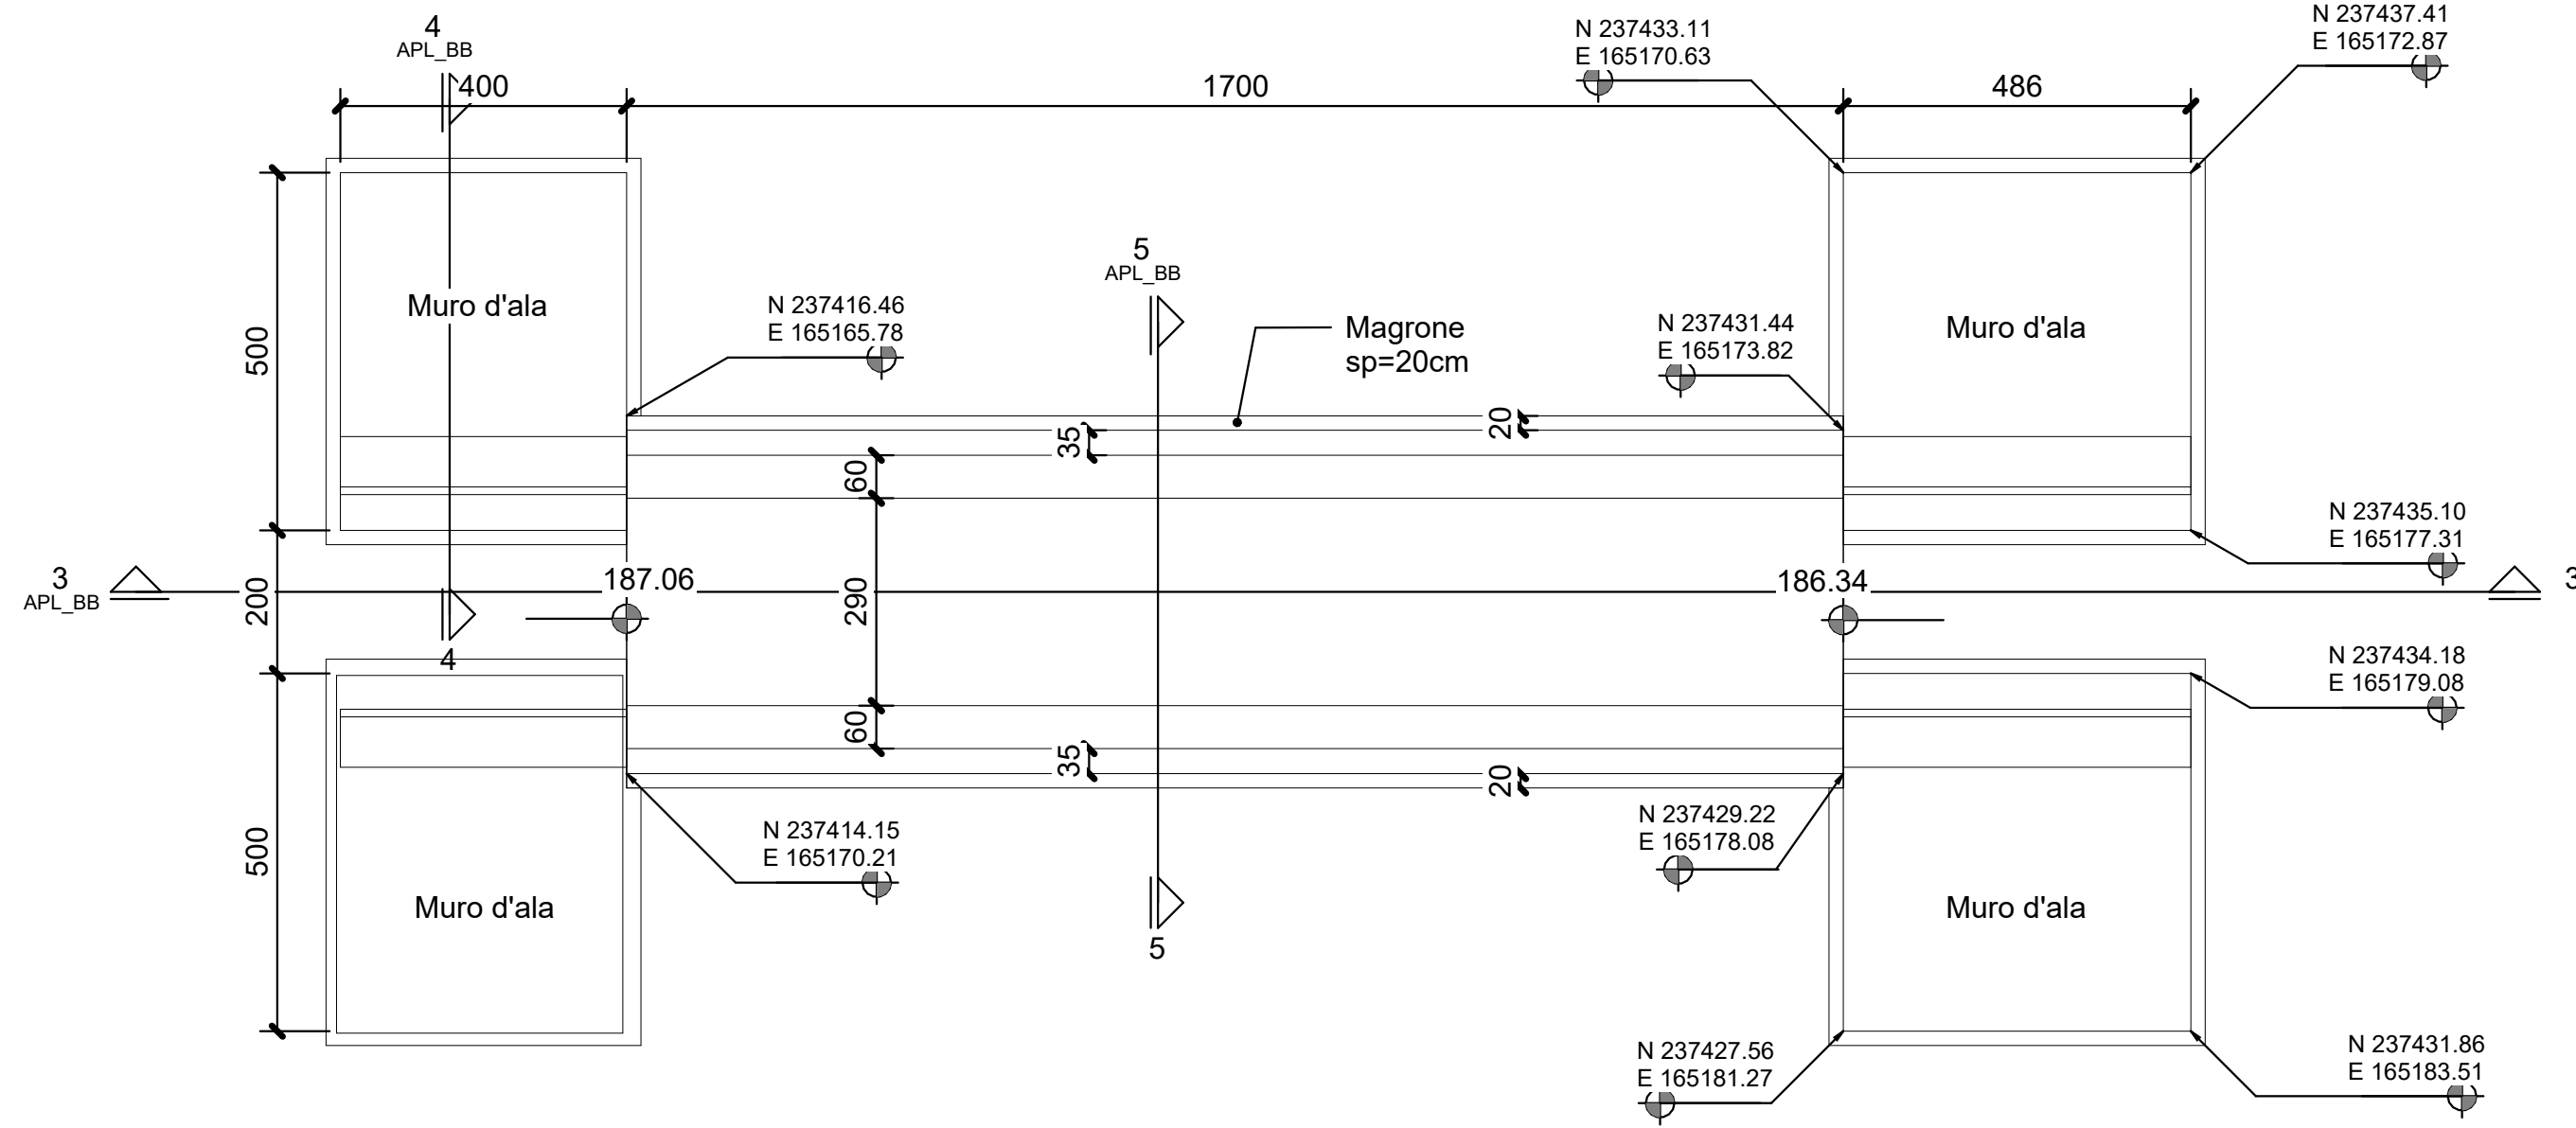 4
APL_BB
400
1700
486
N 237433.11
E 165170.63
N 237437.41
E 165172.87
5
APL_BB
Muro d'ala
500
N 237416.46
E 165165.78
Magrone
sp=20cm
N 237431.44
E 165173.82
Muro d'ala
20
35
60
N 237435.10
E 165177.31
3
APL_BB
200
187.06
290
186.34
3
4
N 237434.18
E 165179.08
60
35
20
500
N 237414.15
E 165170.21
N 237429.22
E 165178.08
Muro d'ala
Muro d'ala
5
N 237427.56
E 165181.27
N 237431.86
E 165183.51